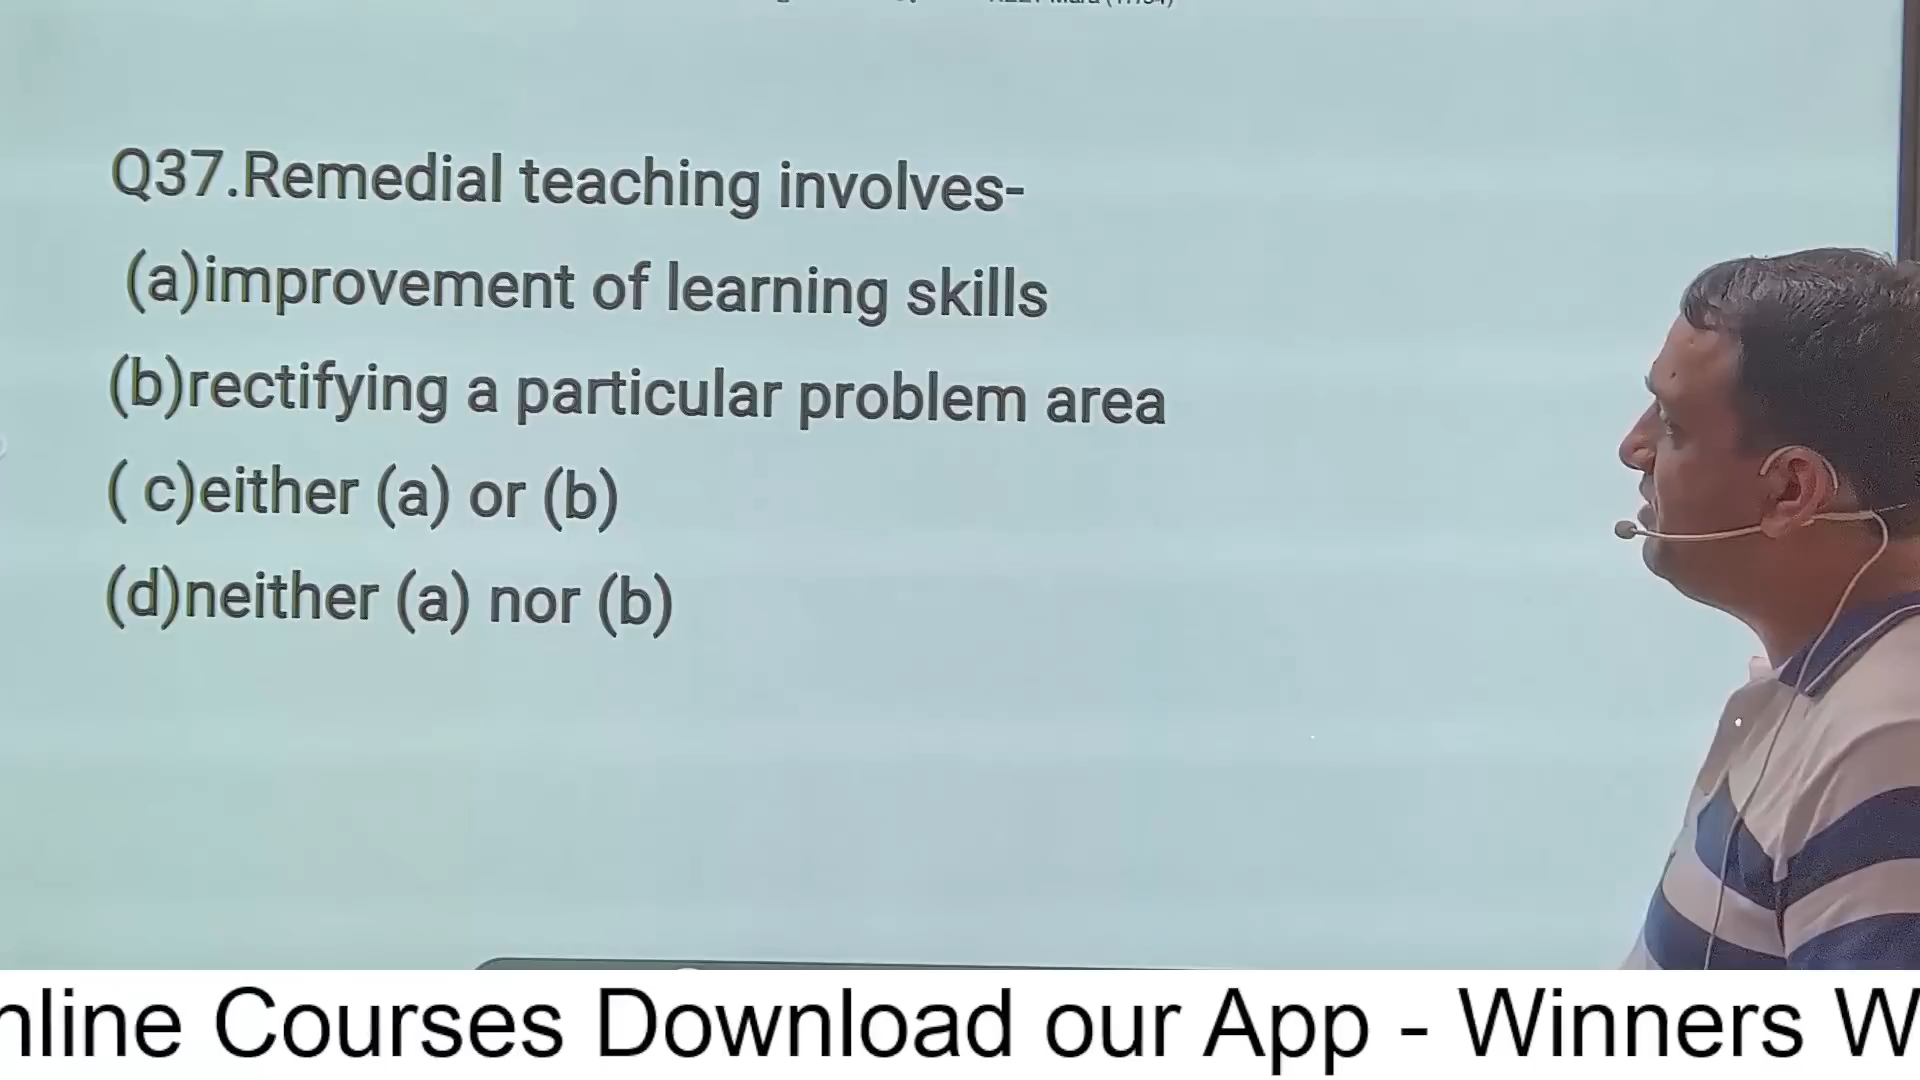 Q37.Remedial teaching involves-
(a)improvement of learning skills
(b)rectifying a particular problem area
( c)either (a) or (b)
(d)neither (a) nor (b)
Courses Download our App - Winners